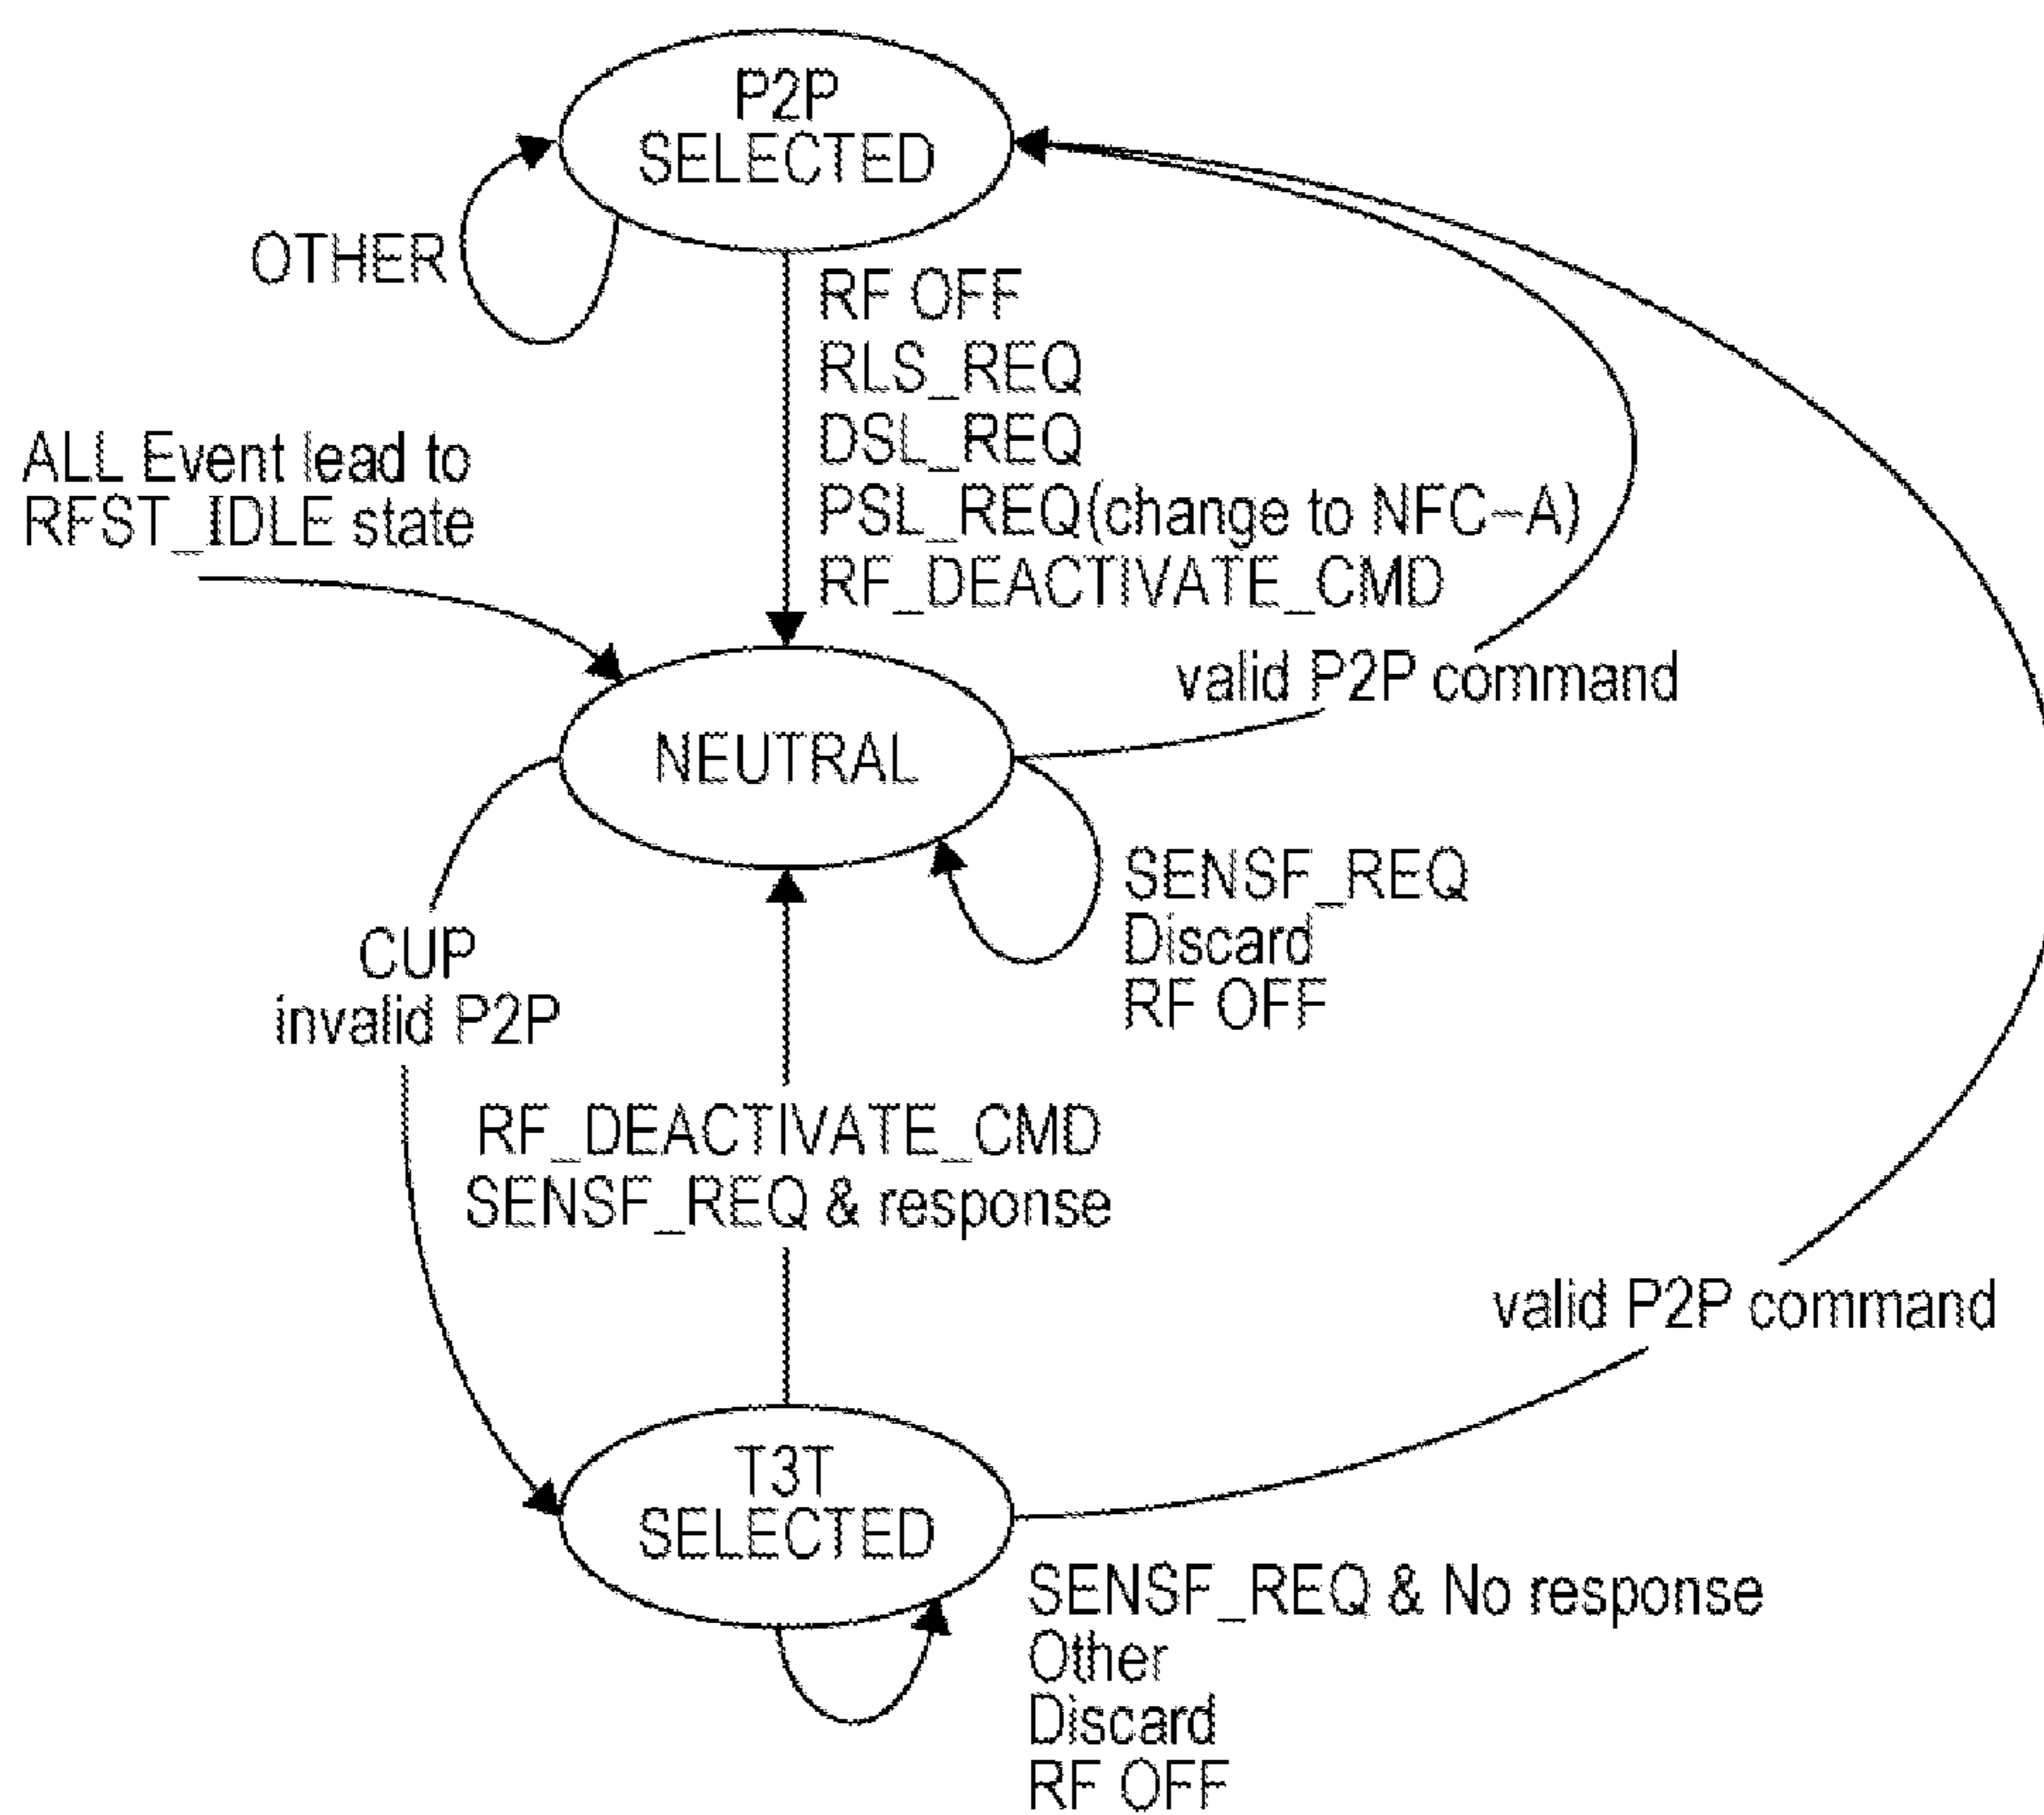 P2P
SELECTED
OTHER
RF OFF
RLS_REQ
DSL_REQ
PSL_REQ(change to NFC-A)
RF_DEACTIVATE_CMD
ALL Event lead to
RFST_IDLE state
valid P2P command
NEUTRAL
SENSF_REQ
Discard
RF OFF
CUP
invalid P2P
RF_DEACTIVATE_CMD
SENSF_REQ & response
valid P2P command
T3T
SELECTED
SENSF_REQ & No response
Other
Discard
RF OFF